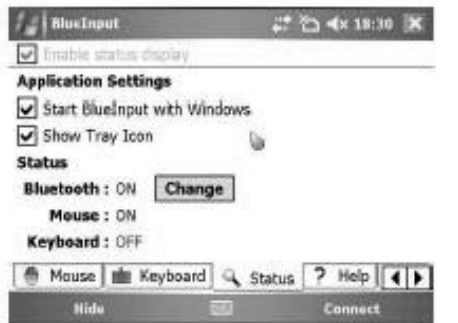 BlueInput 18:30
Enable status display
Application Settings
Start BlueInput with Windows
Show Tray Icon
Status
Bluetooth : ON Change
Mouse : ON
Keyboard : OFF
Mouse Keyboard Status ? Help
Hide Connect